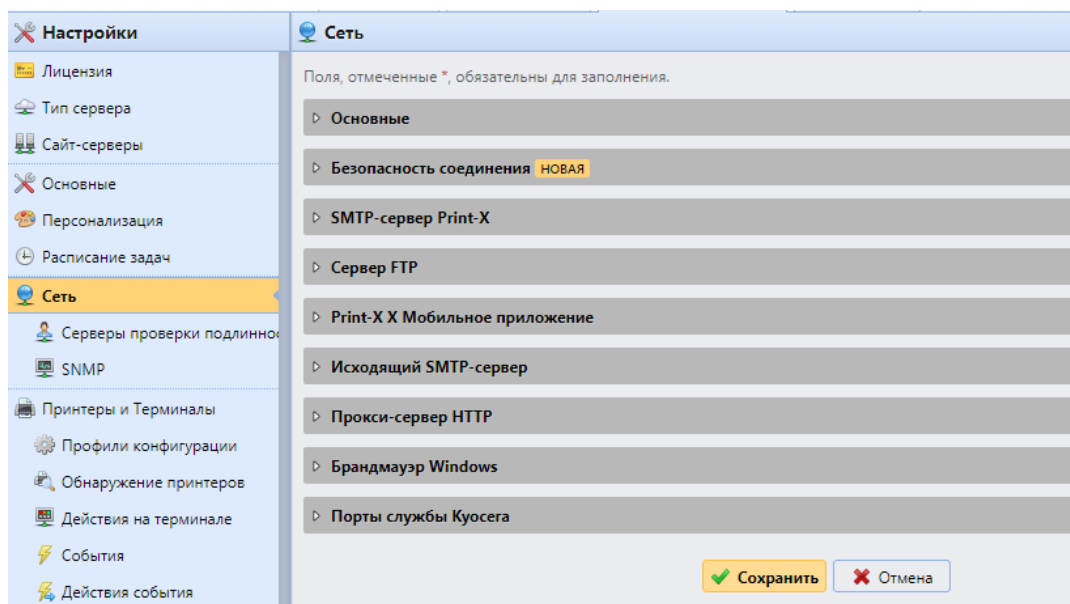 Настройки
Лицензия
Тип сервера
Сайт-серверы
Основные
Персонализация
Расписание задач
Сеть
Серверы проверки подлиннос
SNMP
Принтеры и Терминалы
Профили конфигурации
Обнаружение принтеров
Действия на терминале
События
Действия события
Сеть
Поля, отмеченные *, обязательны для заполнения.
Основные
Безопасность соединения НОВАЯ
SMTP-сервер Print-X
Сервер FTP
Print-X X Мобильное приложение
Исходящий SMTP-сервер
Прокси-сервер HTTP
Брандмауэр Windows
Порты службы Kyocera
Сохранить Отмена